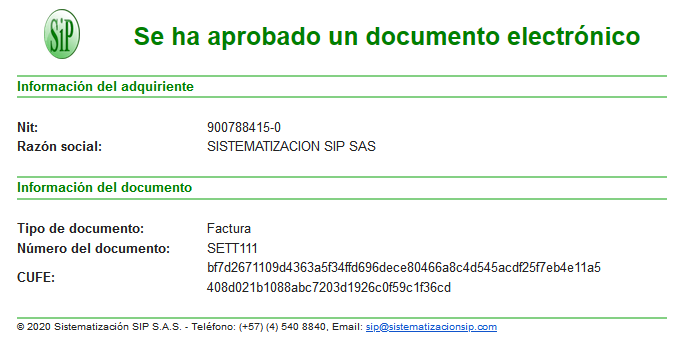 SiP
Se ha aprobado un documento electrónico
Información del adquiriente
Nit: 900788415-0
Razón social: SISTEMATIZACION SIP SAS
Información del documento
Tipo de documento: Factura
Número del documento: SETT111
CUFE: bf7d2671109d4363a5f34ffd696dece80466a8c4d545acdf25f7eb4e11a5
408d021b1088abc7203d1926c0f59c1f36cd
© 2020 Sistematización SIP S.A.S. - Teléfono: (+57) (4) 540 8840, Email: sip@sistematizacionsip.com